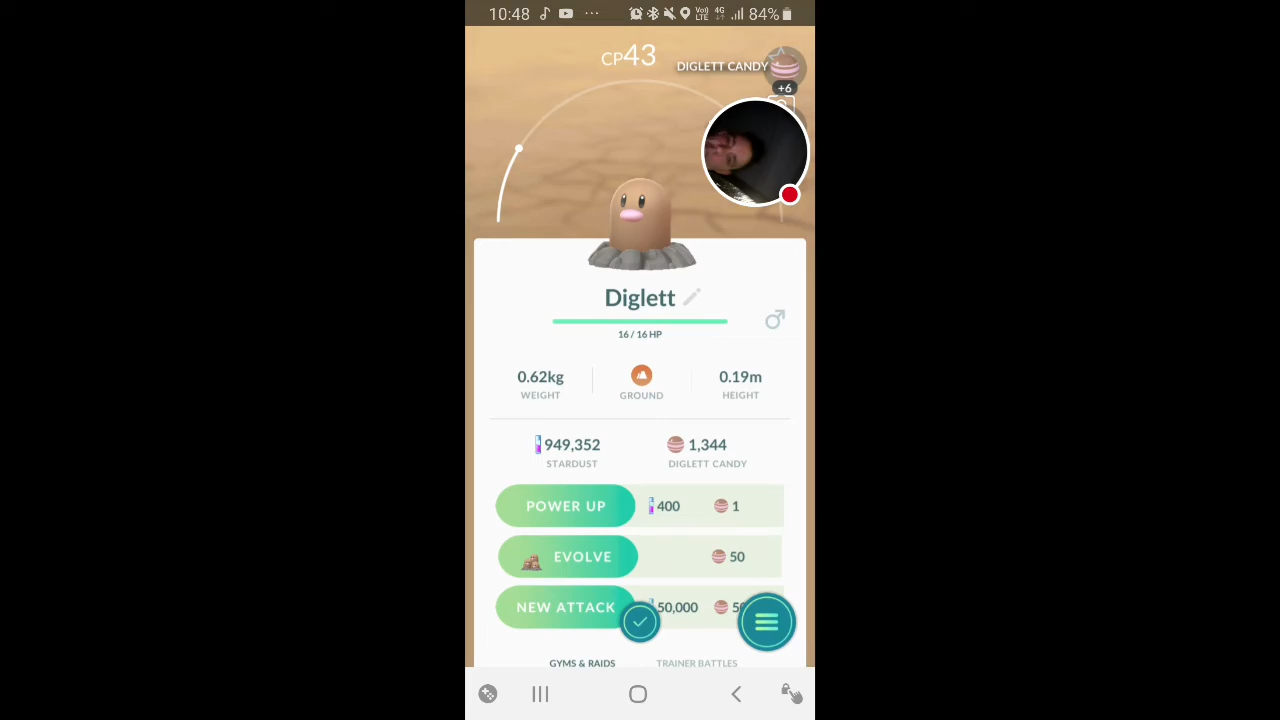 10:48
VoLTE 4G 84%
CP43
DIGLETT CANDY
+6
Diglett
16 / 16 HP
0.62kg
WEIGHT
GROUND
0.19m
HEIGHT
949,352
STARDUST
1,344
DIGLETT CANDY
POWER UP 400 1
EVOLVE 50
NEW ATTACK 50,000
GYMS & RAIDS TRAINER BATTLES